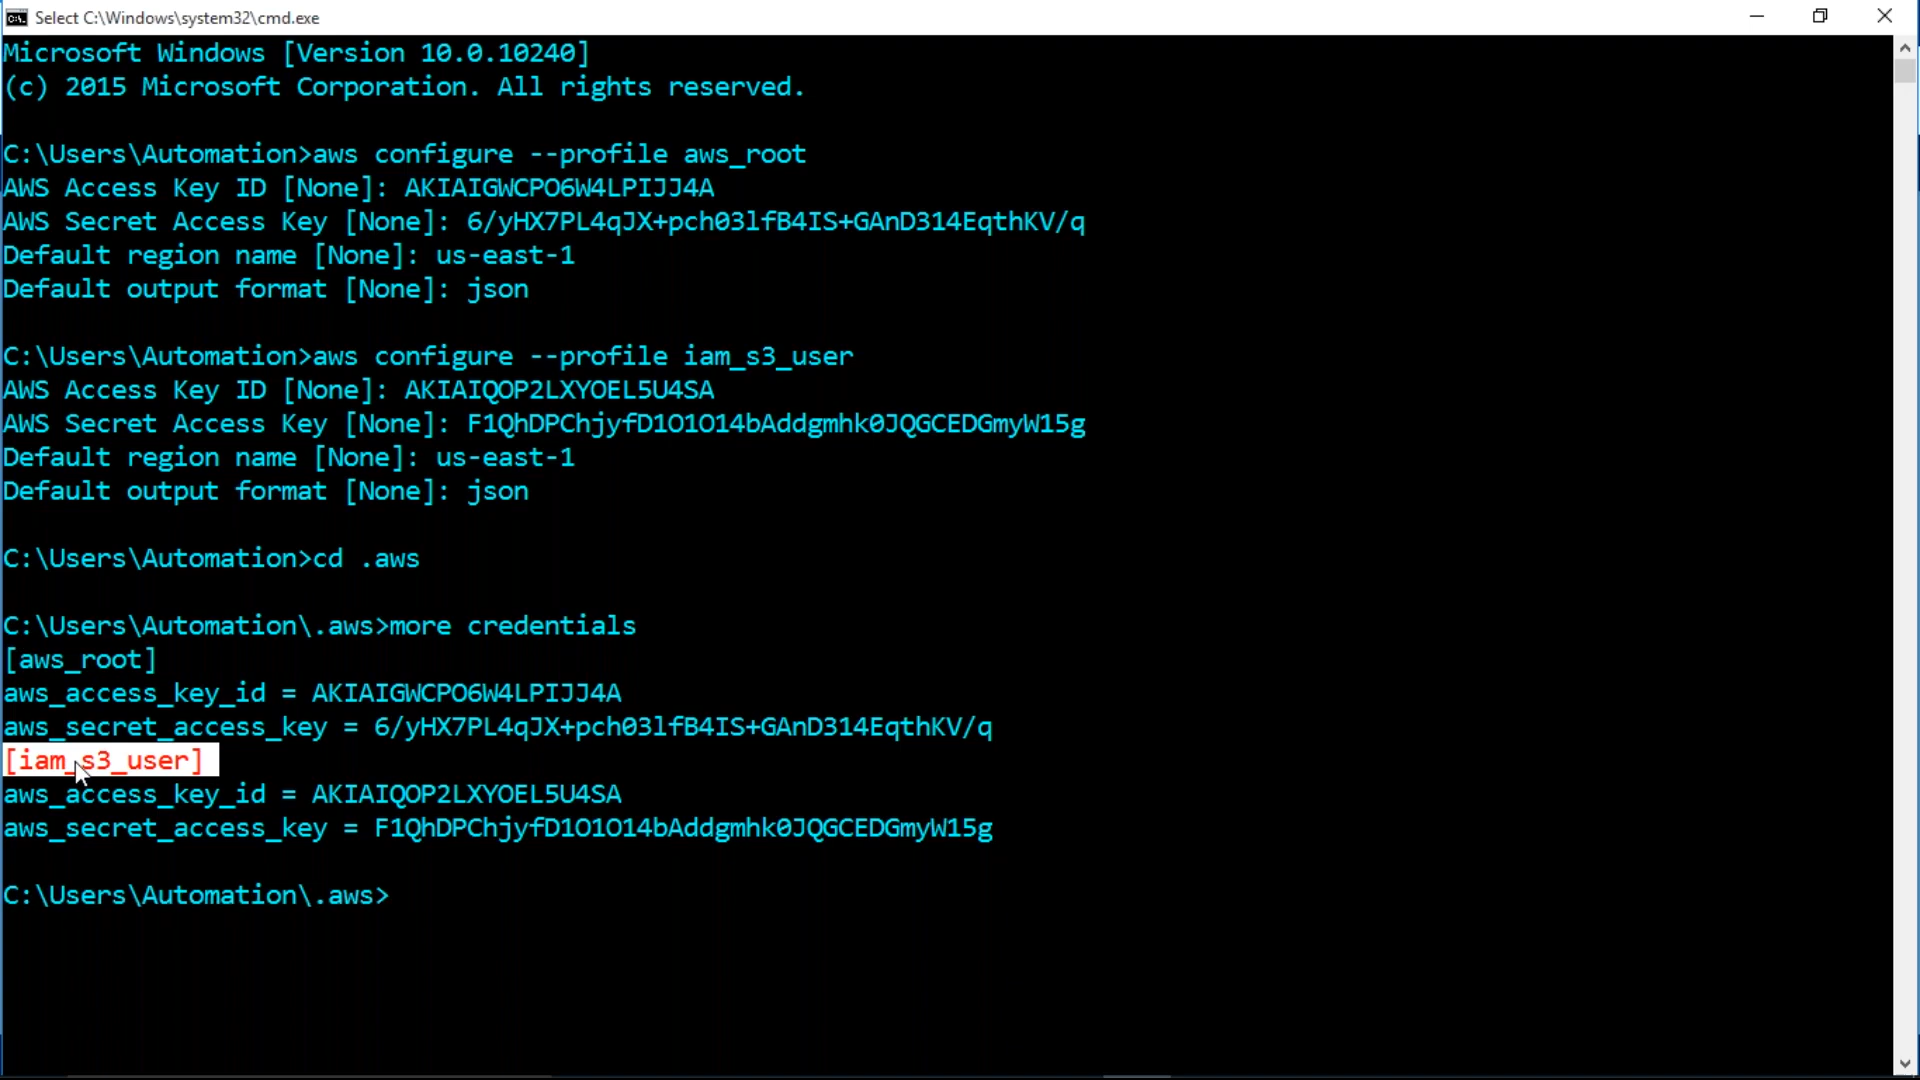 Select C:\Windows\system32\cmd.exe
Microsoft Windows [Version 10.0.10240]
(c) 2015 Microsoft Corporation. All rights reserved.
C:\Users\Automation>aws configure --profile aws_root
AWS Access Key ID [None]: AKIAIGWCPO6W4LPIJJ4A
AWS Secret Access Key [None]: 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
Default region name [None]: us-east-1
Default output format [None]: json
C:\Users\Automation>aws configure --profile iam_s3_user
AWS Access Key ID [None]: AKIAIQOP2LXYOEL5U4SA
AWS Secret Access Key [None]: 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
Default region name [None]: us-east-1
Default output format [None]: json
C:\Users\Automation>cd .aws
C:\Users\Automation\.aws>more credentials
[aws_root]
aws_access_key_id = AKIAIGWCPO6W4LPIJJ4A
aws_secret_access_key = 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
[iam_s3_user]
aws_access_key_id = AKIAIQOP2LXYOEL5U4SA
aws_secret_access_key = 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
C:\Users\Automation\.aws>